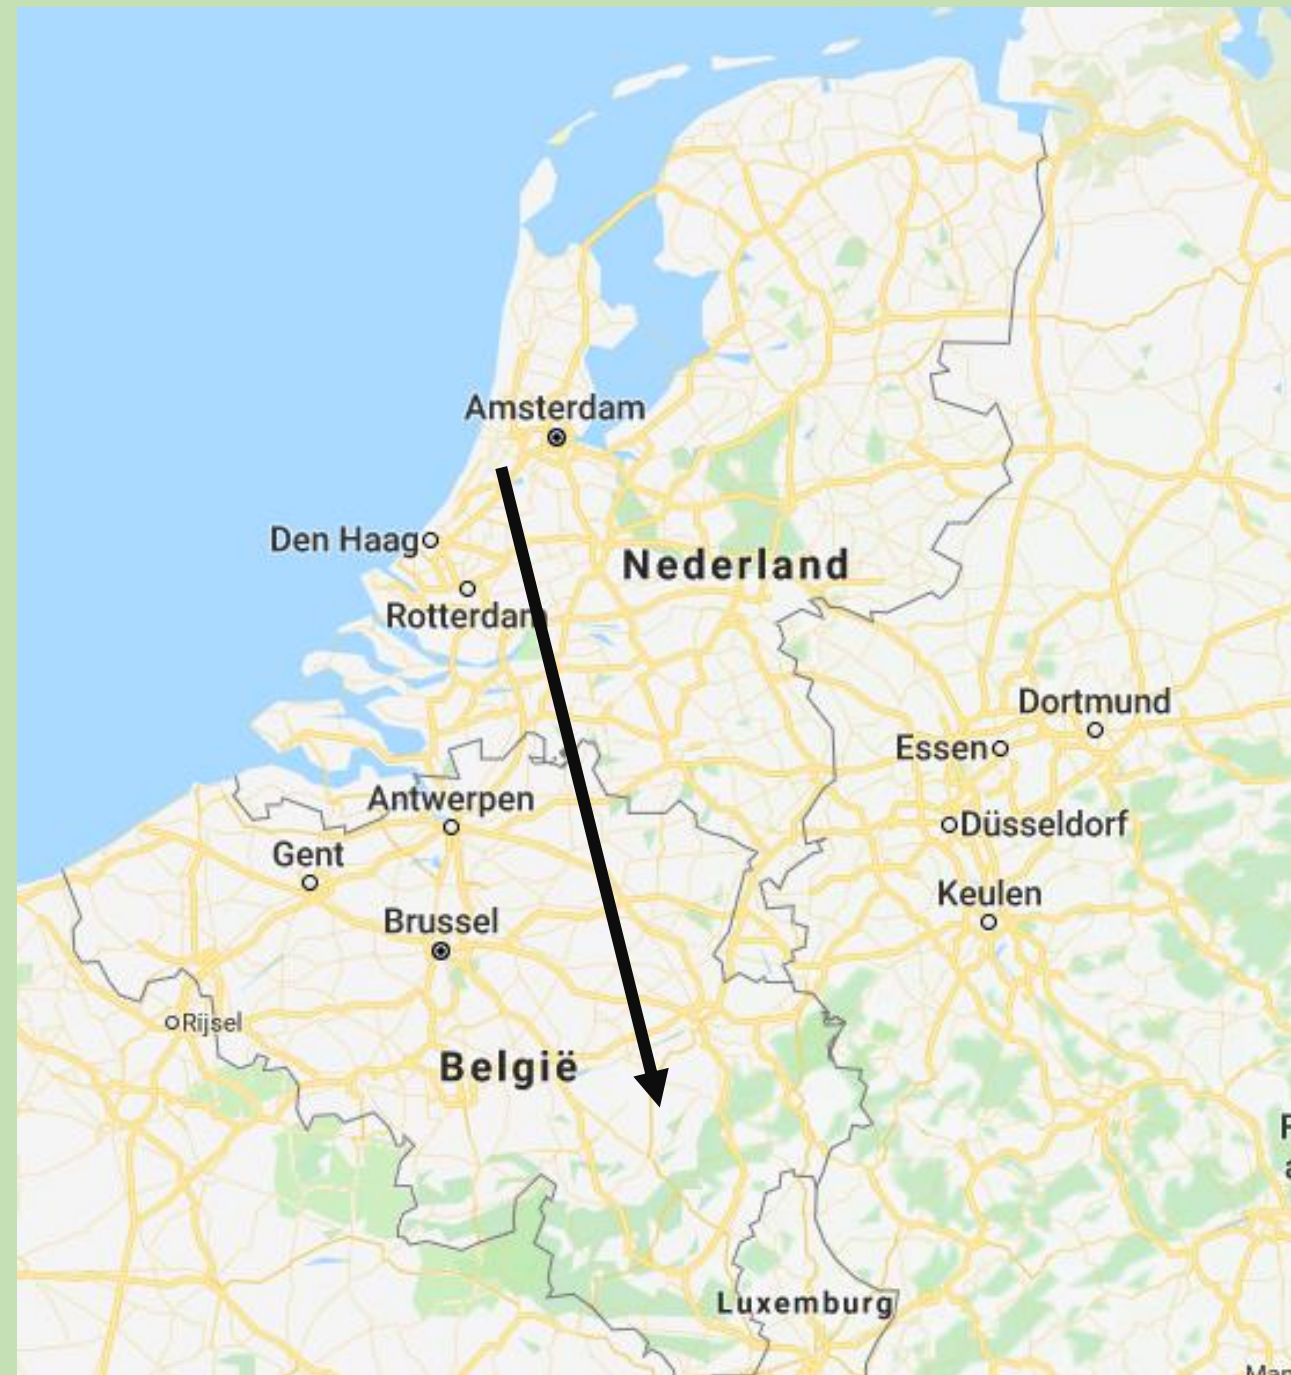 Amsterdam
Den Haag
Nederland
Rotterdam
Dortmund
Essen
Antwerpen
Düsseldorf
Gent
Keulen
Brussel
Rijsel
België
Luxemburg